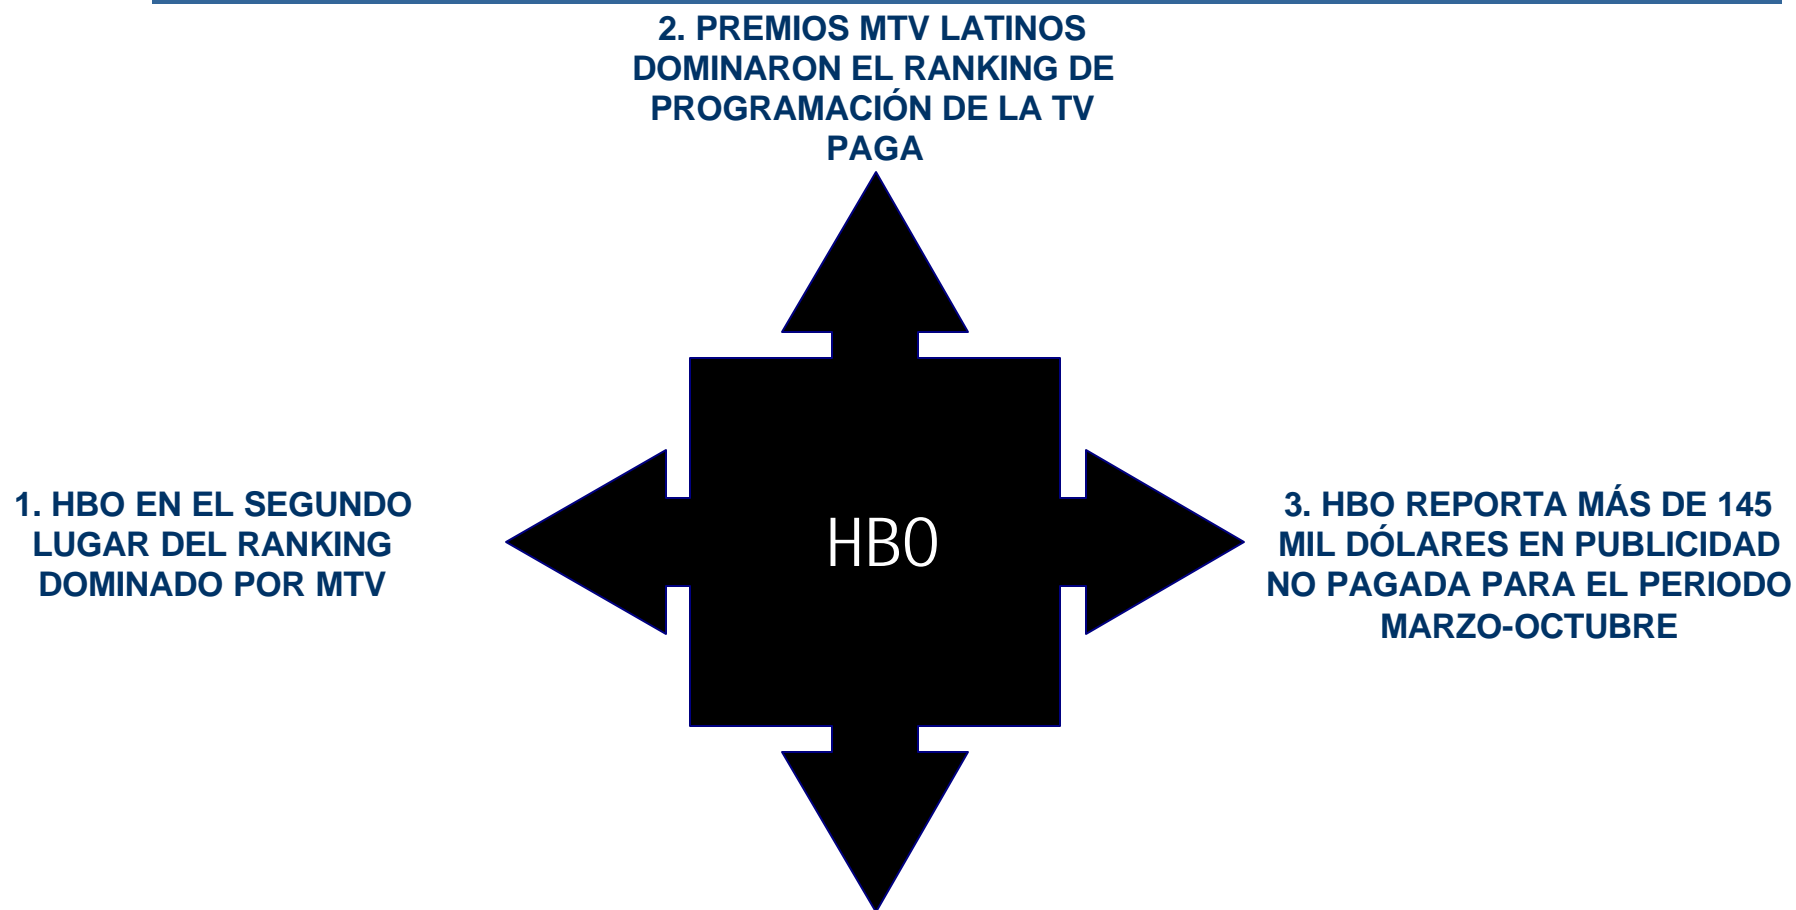 2. PREMIOS MTV LATINOS
DOMINARON EL RANKING DE
PROGRAMACIÓN DE LA TV
PAGA
1. HBO EN EL SEGUNDO
LUGAR DEL RANKING
DOMINADO POR MTV
HBO
3. HBO REPORTA MÁS DE 145
MIL DÓLARES EN PUBLICIDAD
NO PAGADA PARA EL PERIODO
MARZO-OCTUBRE